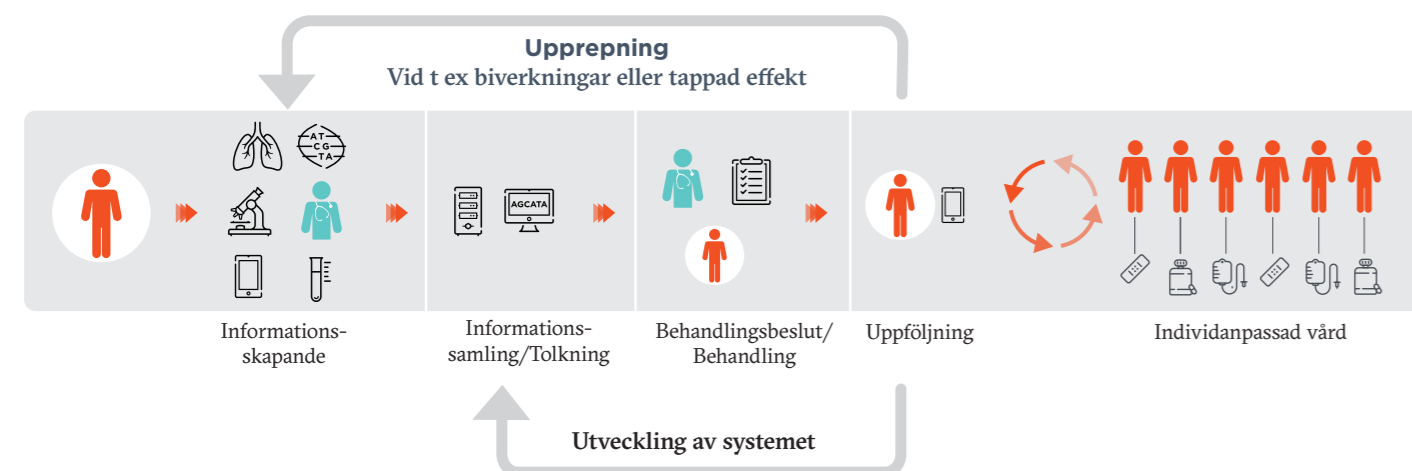 Upprepning
Vid t ex biverkningar eller tappad effekt
AT
CG
TA
AGCATA
Informations-
skapande
Informations-
samling/Tolkning
Behandlingsbeslut/
Behandling
Uppföljning
Individanpassad vård
Utveckling av systemet